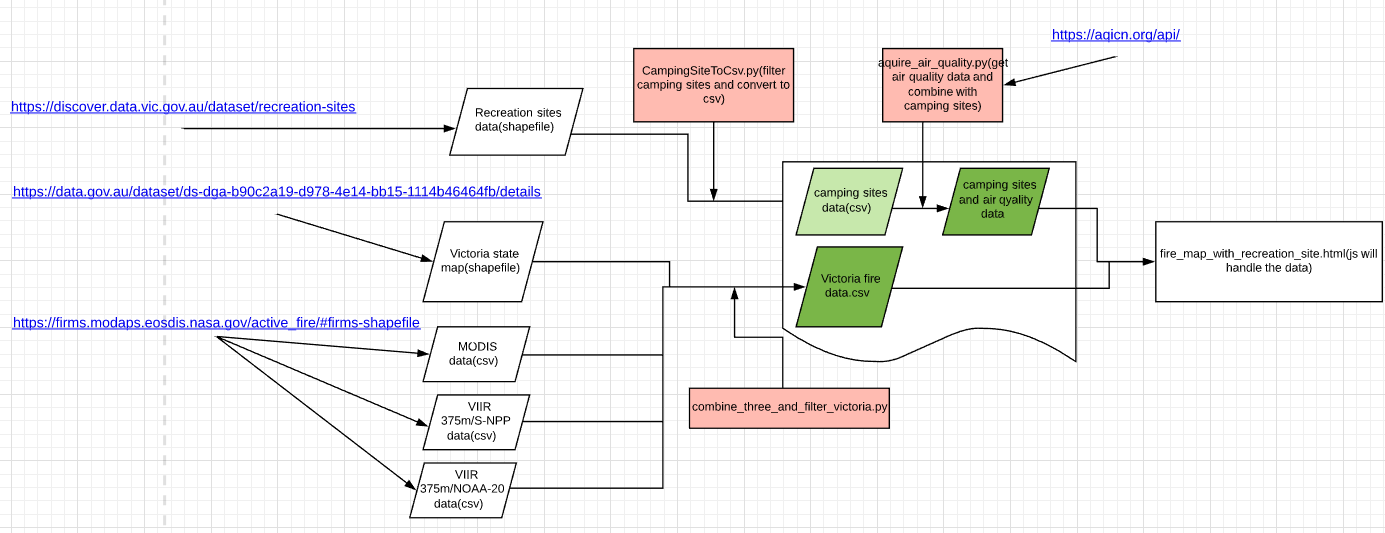 https://aqicn.org/api/
CampingSiteToCsv.py(filter
camping sites and convert to
csv)
aquire_air_quality.py(get
air quality data and
combine with
camping sites)
https://discover.data.vic.gov.au/dataset/recreation-sites
Recreation sites
data(shapefile)
https://data.gov.au/dataset/ds-dga-b90c2a19-d978-4e14-bb15-1114b46464fb/details
camping sites
data(csv)
camping sites
and air qyality
data
Victoria state
map(shapefile)
fire_map_with_recreation_site.html(js will
handle the data)
Victoria fire
data.csv
https://firms.modaps.eosdis.nasa.gov/active_fire/#firms-shapefile
MODIS
data(csv)
VIIR
375m/S-NPP
data(csv)
combine_three_and_filter_victoria.py
VIIR
375m/NOAA-20
data(csv)